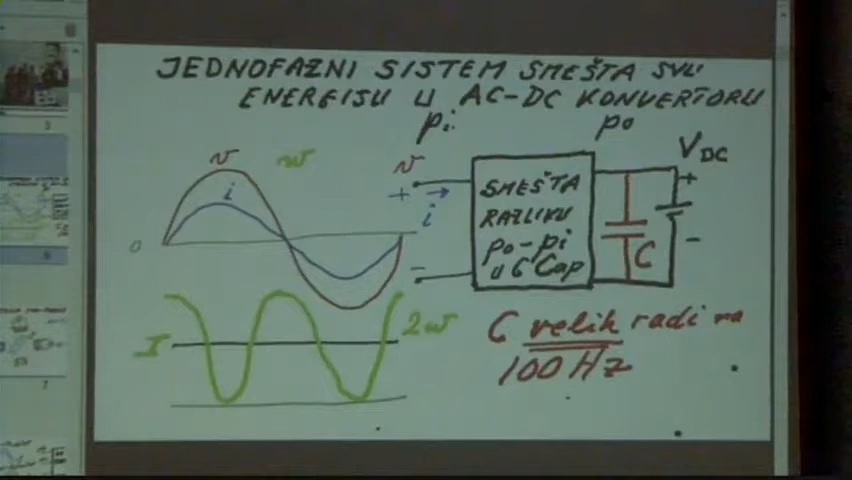 JEDNOFAZNI SISTEM SMEŠTA SVU
ENERGIJU U AC-DC KONVERTORU
pi po
v w v VDC
i + i +
SMEŠTA
RAZLIKU
po-pi
u C Cap
0
- -
C
I 2w
C velik radi na
100 Hz